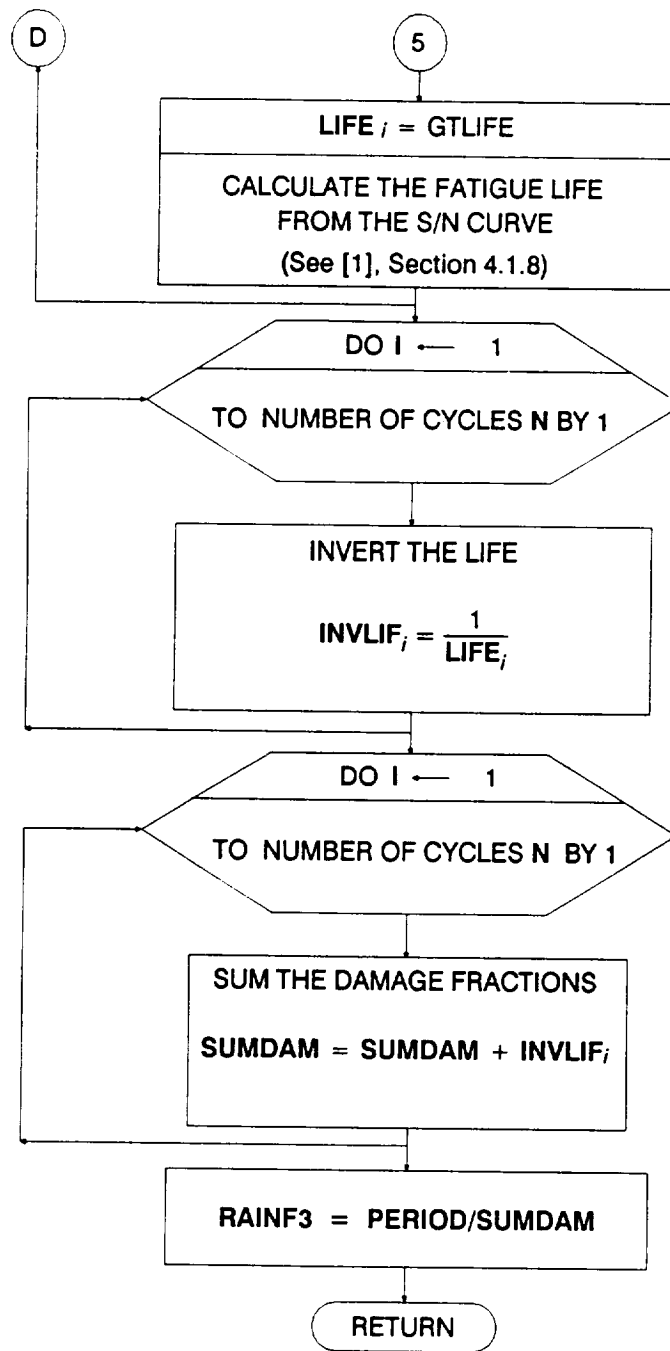 D
5
LIFE i = GTLIFE
CALCULATE THE FATIGUE LIFE
FROM THE S/N CURVE
(See [1], Section 4.1.8)
DO I ← 1
TO NUMBER OF CYCLES N BY 1
INVERT THE LIFE
INVLIFi = 1/LIFEi
DO I ← 1
TO NUMBER OF CYCLES N BY 1
SUM THE DAMAGE FRACTIONS
SUMDAM = SUMDAM + INVLIFi
RAINF3 = PERIOD/SUMDAM
RETURN